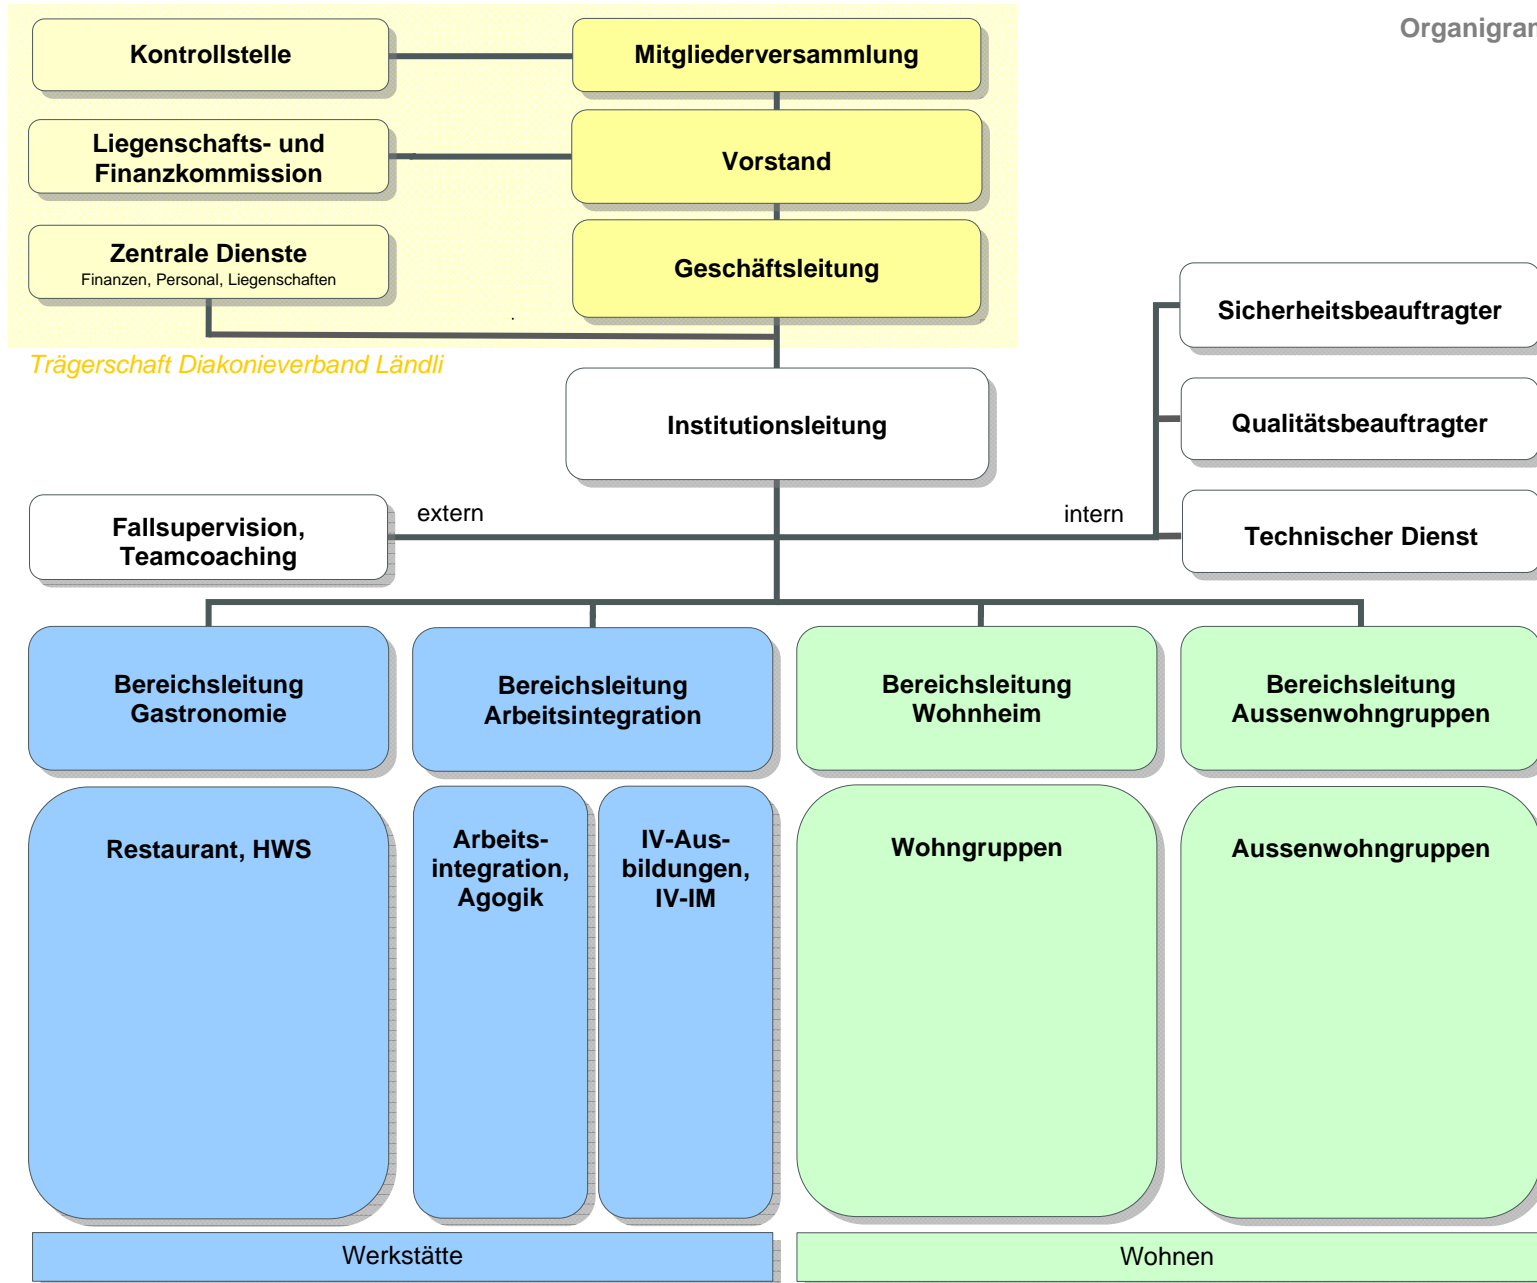 Organigram
Kontrollstelle
Mitgliederversammlung
Liegenschafts- und
Finanzkommission
Vorstand
Zentrale Dienste
Finanzen, Personal, Liegenschaften
Geschäftsleitung
Trägerschaft Diakonieverband Ländli
Sicherheitsbeauftragter
Institutionsleitung
Qualitätsbeauftragter
Fallsupervision,
Teamcoaching
extern
intern
Technischer Dienst
Bereichsleitung
Gastronomie
Bereichsleitung
Arbeitsintegration
Bereichsleitung
Wohnheim
Bereichsleitung
Aussenwohngruppen
Restaurant, HWS
Arbeits-
integration,
Agogik
IV-Aus-
bildungen,
IV-IM
Wohngruppen
Aussenwohngruppen
Werkstätte
Wohnen